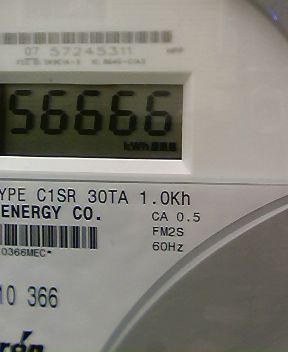 07 57245311
56666
kWh
YPE C1SR 30TA 1.0Kh
ENERGY CO.
CA 0.5
FM2S
60Hz
0366MEC*
10 366
rón